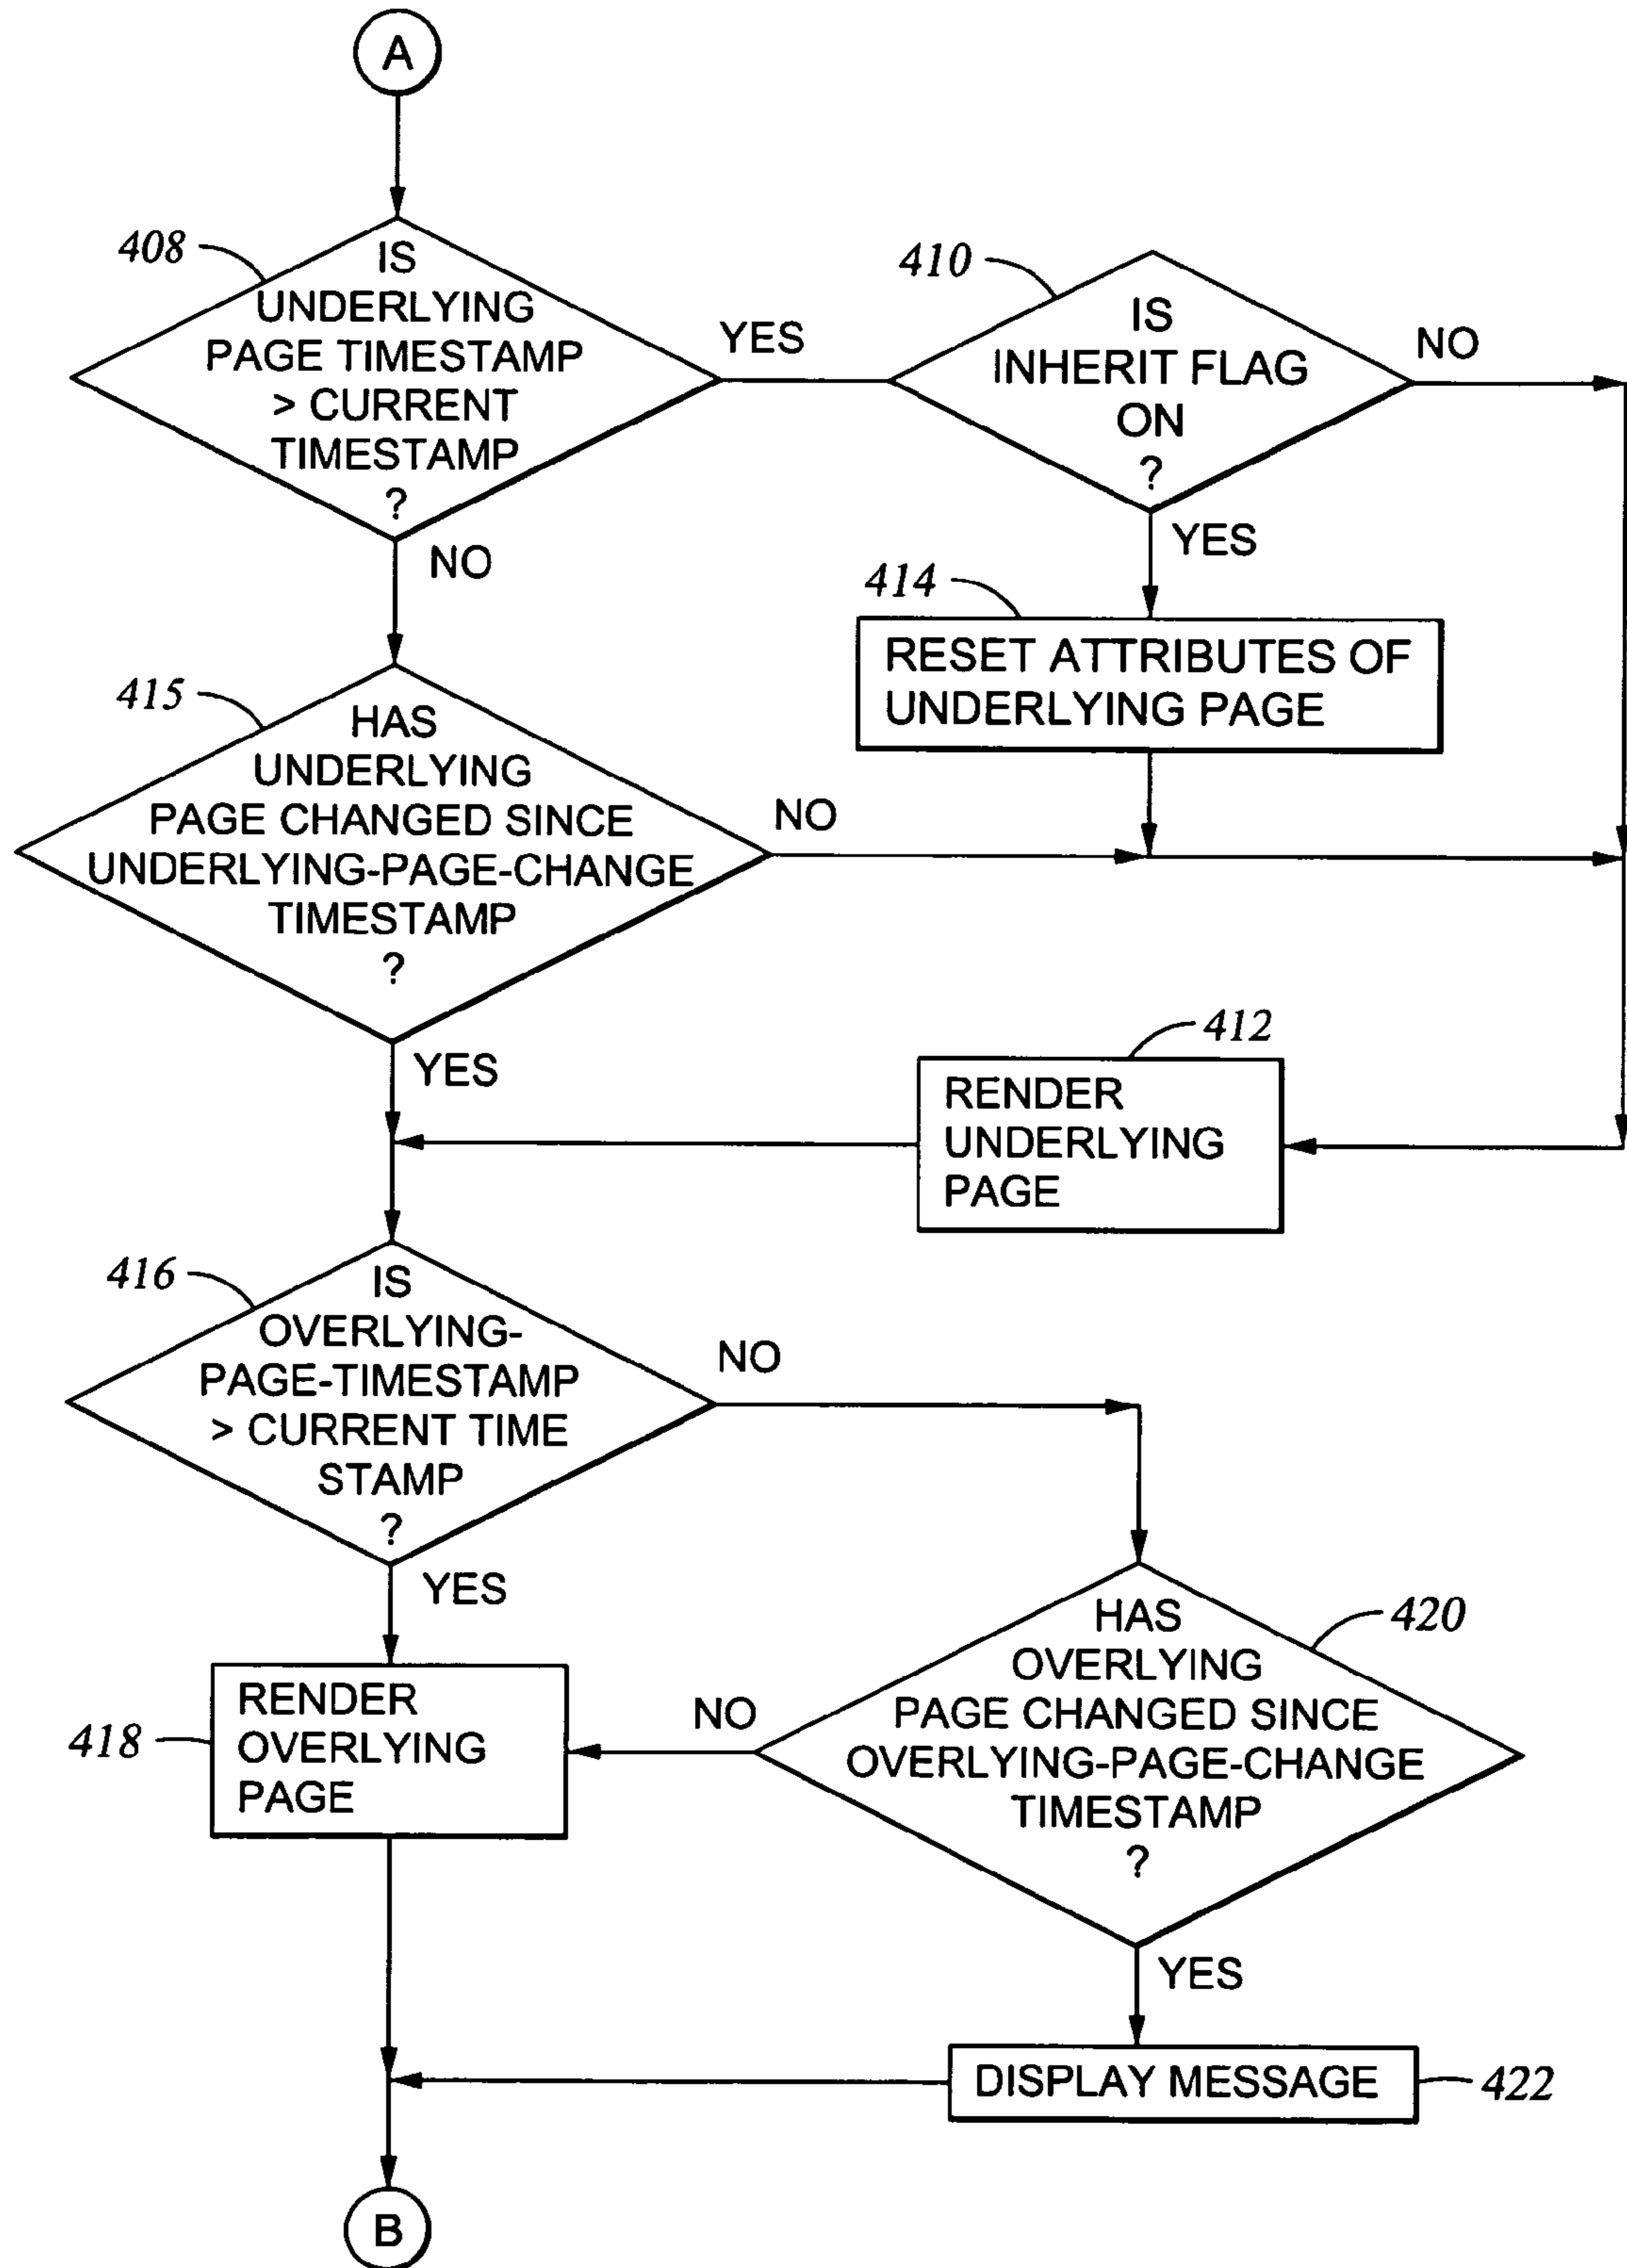 A
408
IS
UNDERLYING
PAGE TIMESTAMP
> CURRENT
TIMESTAMP
?
YES
NO
410
IS
INHERIT FLAG
ON
?
NO
YES
414
RESET ATTRIBUTES OF
UNDERLYING PAGE
415
HAS
UNDERLYING
PAGE CHANGED SINCE
UNDERLYING-PAGE-CHANGE
TIMESTAMP
?
NO
YES
412
RENDER
UNDERLYING
PAGE
416
IS
OVERLYING-
PAGE-TIMESTAMP
> CURRENT TIME
STAMP
?
NO
YES
418
RENDER
OVERLYING
PAGE
420
HAS
OVERLYING
PAGE CHANGED SINCE
OVERLYING-PAGE-CHANGE
TIMESTAMP
?
NO
YES
DISPLAY MESSAGE
422
B